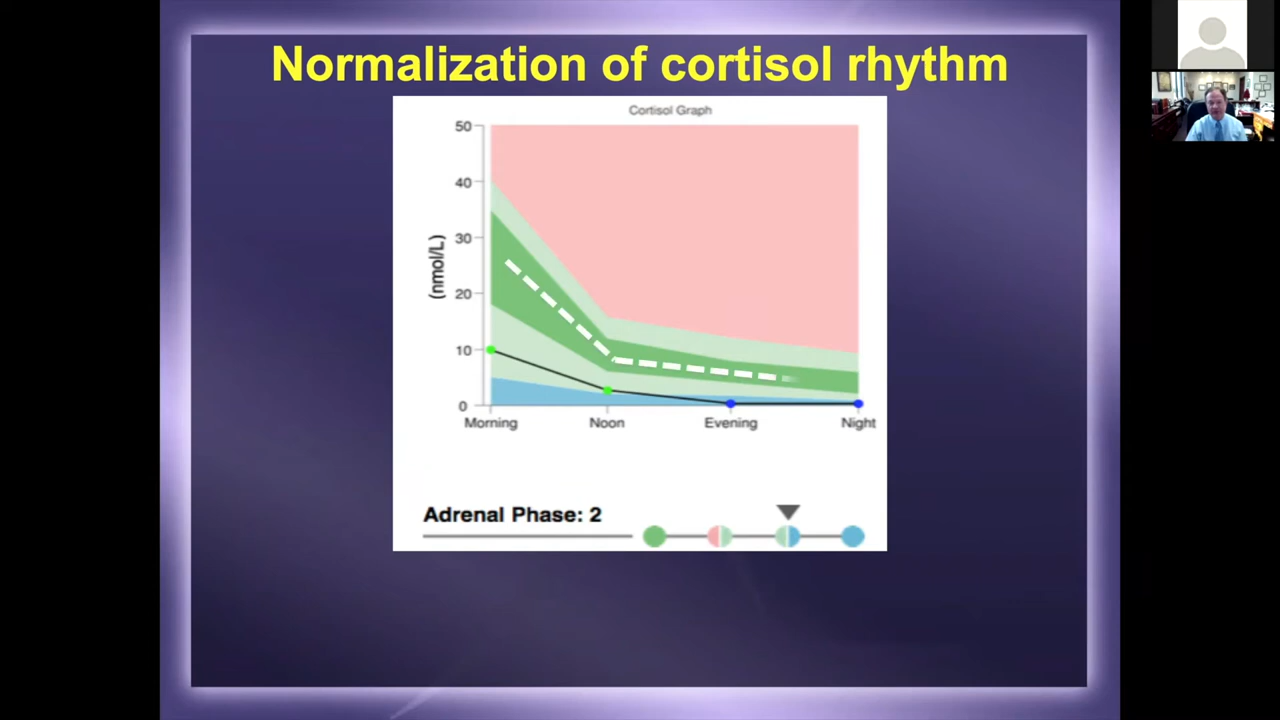 Normalization of cortisol rhythm
Cortisol Graph
(nmol/L)
50
40
30
20
10
0
Morning Noon Evening Night
Adrenal Phase: 2